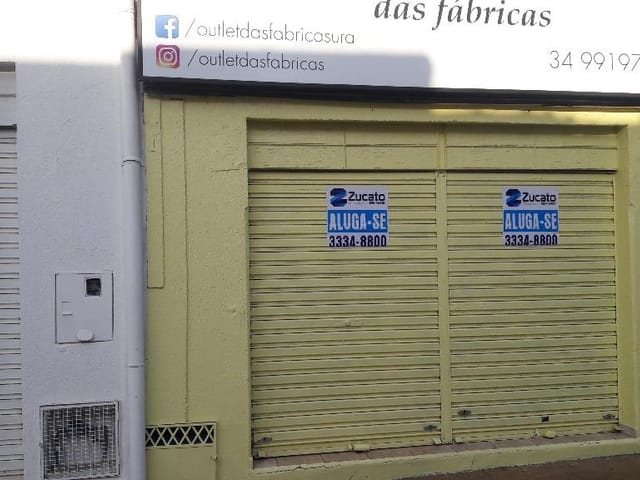 das fábricas
/outletdasfabricasura
/outletdasfabricas
34 99197
Zucato
ALUGA-SE
3334-8800
Zucato
ALUGA-SE
3334-8800